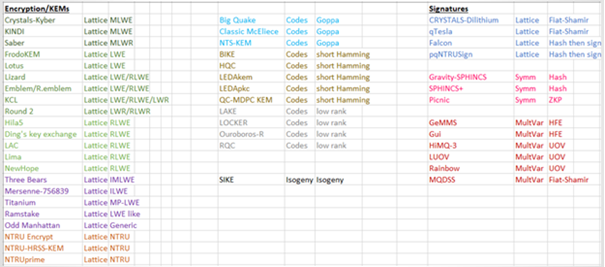 Encryption/KEMs Signatures
Crystals-Kyber Lattice MLWE Big Quake Codes Goppa CRYSTALS-Dilithium Lattice Fiat-Shamir
KINDI Lattice MLWE Classic McEliece Codes Goppa qTesla Lattice Fiat-Shamir
Saber Lattice MLWR NTS-KEM Codes Goppa Falcon Lattice Hash then sign
FrodoKEM Lattice LWE BIKE Codes short Hamming pqNTRUSign Lattice Hash then sign
Lotus Lattice LWE HQC Codes short Hamming
Lizard Lattice LWE/RLWE LEDAkem Codes short Hamming Gravity-SPHINCS Symm Hash
Emblem/R.emblem Lattice LWE/RLWE LEDApkc Codes short Hamming SPHINCS+ Symm Hash
KCL Lattice LWE/RLWE/LWR QC-MDPC KEM Codes short Hamming Picnic Symm ZKP
Round 2 Lattice LWR/RLWR LAKE Codes low rank
Hila5 Lattice RLWE LOCKER Codes low rank GeMMS MultVar HFE
Ding's key exchange Lattice RLWE Ouroboros-R Codes low rank Gui MultVar HFE
LAC Lattice RLWE RQC Codes low rank HiMQ-3 MultVar UOV
Lima Lattice RLWE LUOV MultVar UOV
NewHope Lattice RLWE Rainbow MultVar UOV
Three Bears Lattice IMLWE SIKE Isogeny Isogeny MQDSS MultVar Fiat-Shamir
Mersenne-756839 Lattice ILWE
Titanium Lattice MP-LWE
Ramstake Lattice LWE like
Odd Manhattan Lattice Generic
NTRU Encrypt Lattice NTRU
NTRU-HRSS-KEM Lattice NTRU
NTRUprime Lattice NTRU